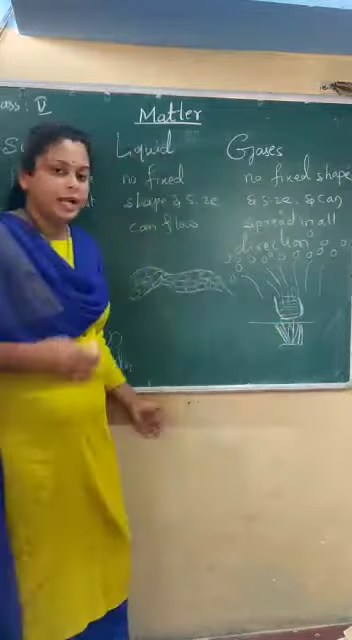 ass: V
Matter
Liquid
no fixed
shape & size
can flow
Gases
no fixed shape
& size. & can
spread in all
direction